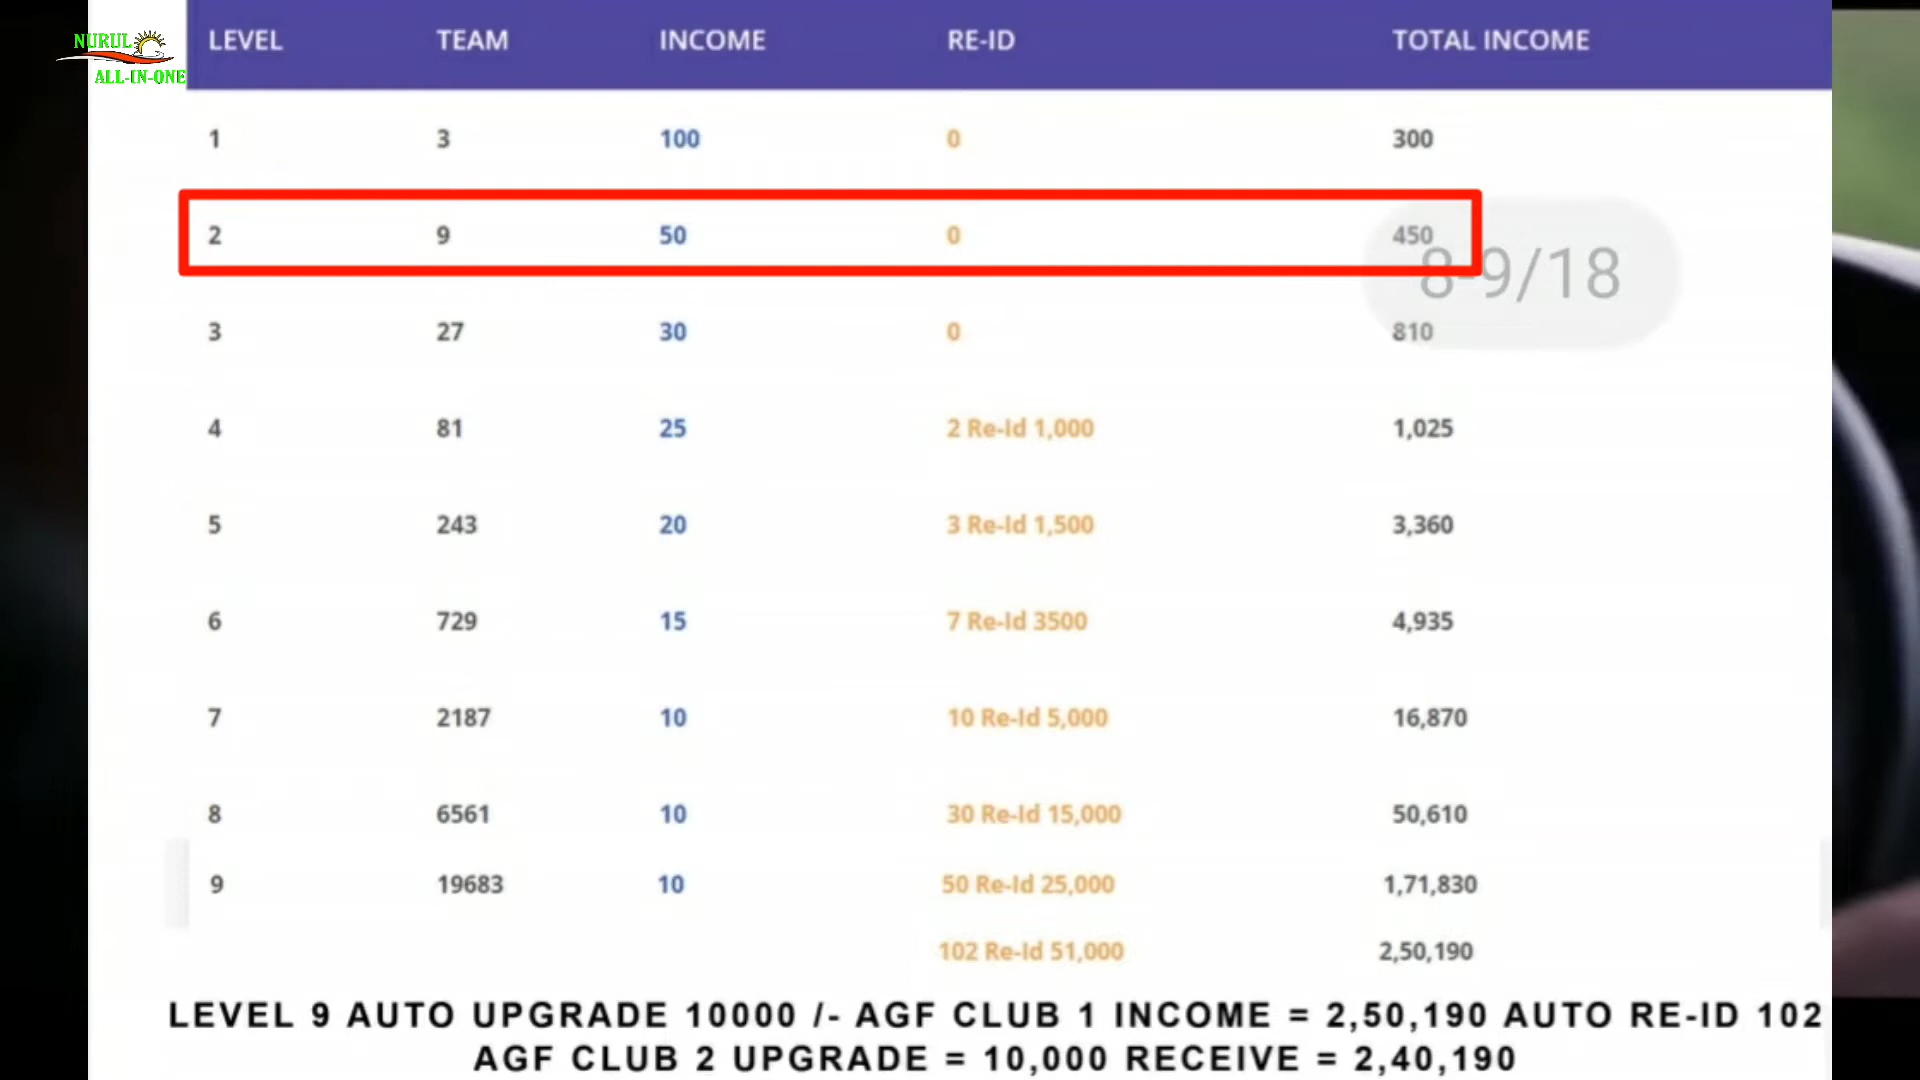 NURUL
ALL-IN-ONE
LEVEL TEAM INCOME RE-ID TOTAL INCOME
1 3 100 0 300
2 9 50 0 450
8-9/18
3 27 30 0 810
4 81 25 2 Re-Id 1,000 1,025
5 243 20 3 Re-Id 1,500 3,360
6 729 15 7 Re-Id 3500 4,935
7 2187 10 10 Re-Id 5,000 16,870
8 6561 10 30 Re-Id 15,000 50,610
9 19683 10 50 Re-Id 25,000 1,71,830
102 Re-Id 51,000 2,50,190
LEVEL 9 AUTO UPGRADE 10000 /- AGF CLUB 1 INCOME = 2,50,190 AUTO RE-ID 102
AGF CLUB 2 UPGRADE = 10,000 RECEIVE = 2,40,190